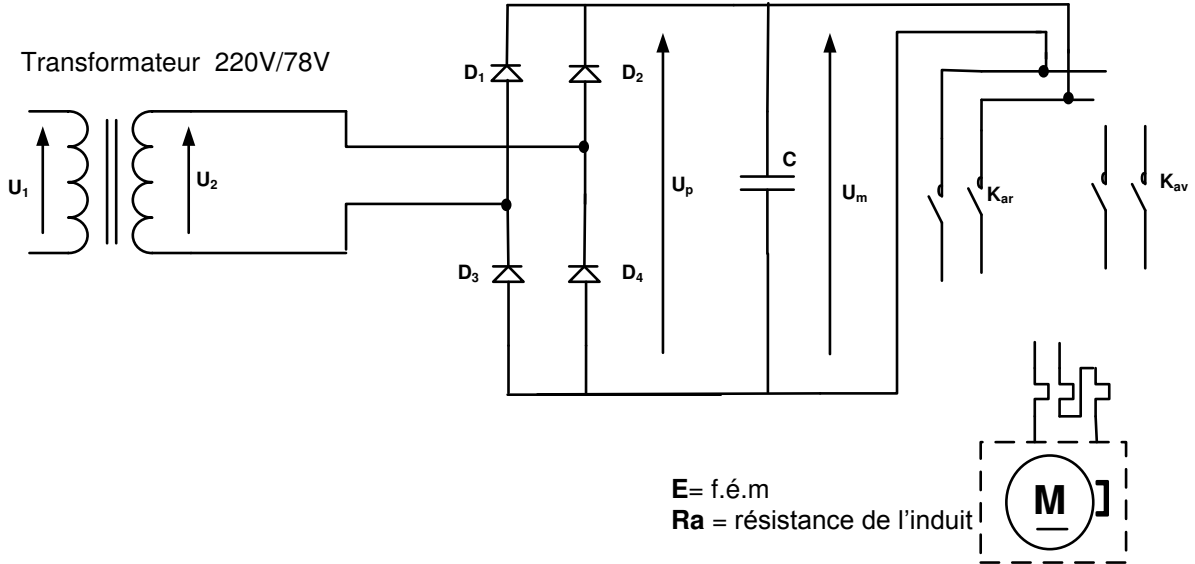 Transformateur 220V/78V
D1
D2
U1
U2
Up
C
Um
Kar
Kav
D3
D4
E= f.é.m
Ra = résistance de l'induit
M